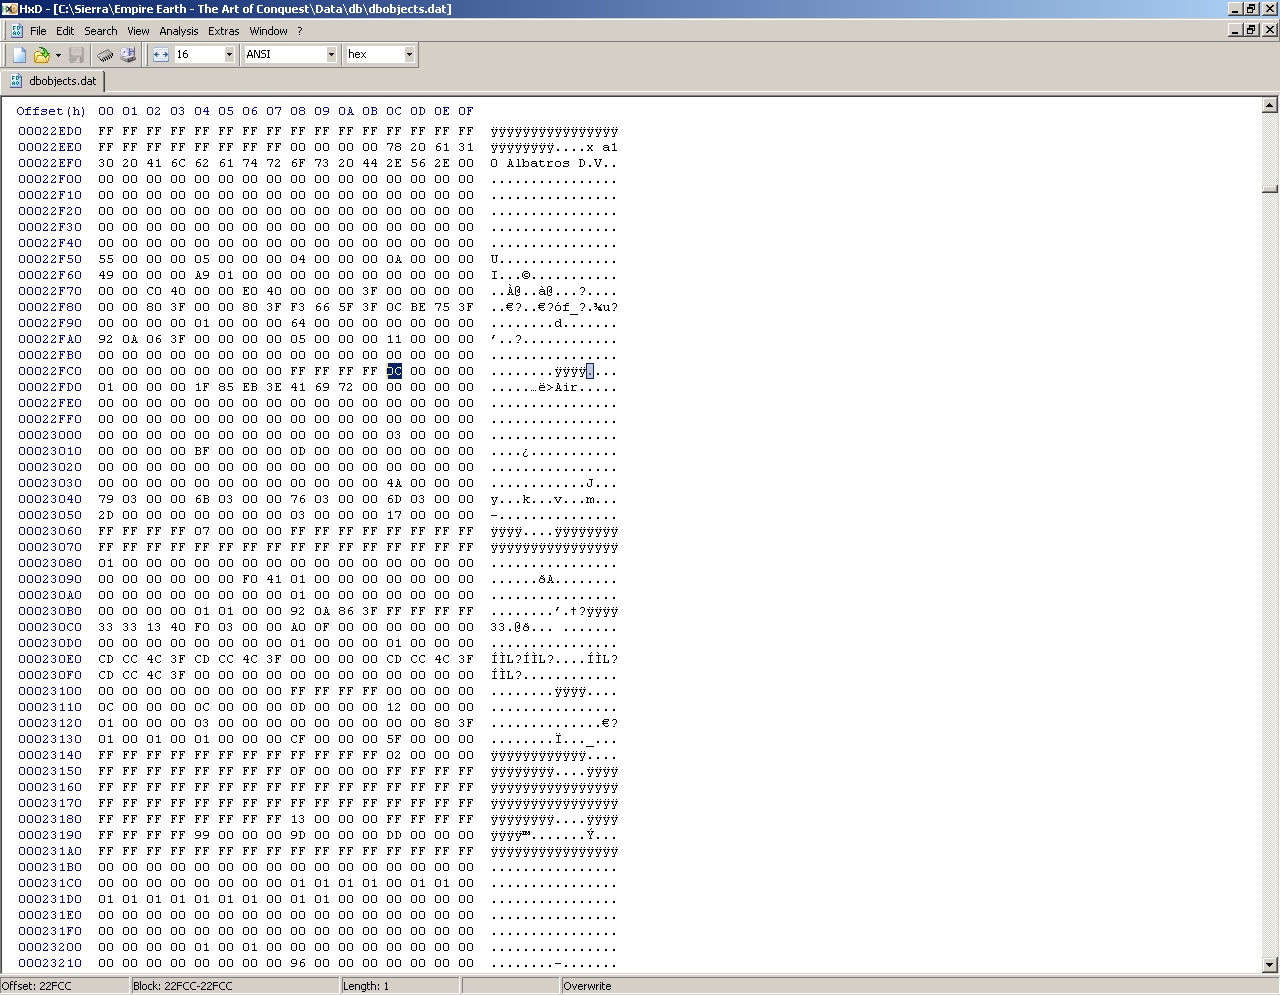 HxD - [C:\Sierra\Empire Earth - The Art of Conquest\Data\db\dbobjects.dat]
File Edit Search View Analysis Extras Window ?
16 ANSI hex
dbobjects.dat
Offset(h) 00 01 02 03 04 05 06 07 08 09 0A 0B 0C 0D 0E 0F
00022ED0 FF FF FF FF FF FF FF FF FF FF FF FF FF FF FF FF ÿÿÿÿÿÿÿÿÿÿÿÿÿÿÿÿ
00022EE0 FF FF FF FF FF FF FF FF 00 00 00 00 78 20 61 31 ÿÿÿÿÿÿÿÿ....x a1
00022EF0 30 20 41 6C 62 61 74 72 6F 73 20 44 2E 56 2E 00 0 Albatros D.V..
00022F00 00 00 00 00 00 00 00 00 00 00 00 00 00 00 00 00 ................
00022F10 00 00 00 00 00 00 00 00 00 00 00 00 00 00 00 00 ................
00022F20 00 00 00 00 00 00 00 00 00 00 00 00 00 00 00 00 ................
00022F30 00 00 00 00 00 00 00 00 00 00 00 00 00 00 00 00 ................
00022F40 00 00 00 00 00 00 00 00 00 00 00 00 00 00 00 00 ................
00022F50 55 00 00 00 05 00 00 00 04 00 00 00 0A 00 00 00 U...............
00022F60 49 00 00 00 A9 01 00 00 00 00 00 00 00 00 00 00 I...©...........
00022F70 00 00 C0 40 00 00 E0 40 00 00 00 3F 00 00 00 00 ..À@..à@...?....
00022F80 00 00 80 3F 00 00 80 3F F3 66 5F 3F 0C BE 75 3F ..€?..€?óf_?.¾u?
00022F90 00 00 00 00 01 00 00 00 64 00 00 00 00 00 00 00 ........d.......
00022FA0 92 0A 06 3F 00 00 00 00 05 00 00 00 11 00 00 00 ’..?............
00022FB0 00 00 00 00 00 00 00 00 00 00 00 00 00 00 00 00 ................
00022FC0 00 00 00 00 00 00 00 00 FF FF FF FF 0C 00 00 00 ........ÿÿÿÿ....
00022FD0 01 00 00 00 1F 85 EB 3E 41 69 72 00 00 00 00 00 .....…ë>Air.....
00022FE0 00 00 00 00 00 00 00 00 00 00 00 00 00 00 00 00 ................
00022FF0 00 00 00 00 00 00 00 00 00 00 00 00 00 00 00 00 ................
00023000 00 00 00 00 00 00 00 00 00 00 00 00 03 00 00 00 ................
00023010 00 00 00 00 BF 00 00 00 0D 00 00 00 00 00 00 00 ....¿...........
00023020 00 00 00 00 00 00 00 00 00 00 00 00 00 00 00 00 ................
00023030 00 00 00 00 00 00 00 00 00 00 00 00 4A 00 00 00 ............J...
00023040 79 03 00 00 6B 03 00 00 76 03 00 00 6D 03 00 00 y...k...v...m...
00023050 2D 00 00 00 00 00 00 00 03 00 00 00 17 00 00 00 -...............
00023060 FF FF FF FF 07 00 00 00 FF FF FF FF FF FF FF FF ÿÿÿÿ....ÿÿÿÿÿÿÿÿ
00023070 FF FF FF FF FF FF FF FF FF FF FF FF FF FF FF FF ÿÿÿÿÿÿÿÿÿÿÿÿÿÿÿÿ
00023080 01 00 00 00 00 00 00 00 00 00 00 00 00 00 00 00 ................
00023090 00 00 00 00 00 00 F0 41 01 00 00 00 00 00 00 00 ......ðA........
000230A0 00 00 00 00 00 00 00 00 01 00 00 00 00 00 00 00 ................
000230B0 00 00 00 00 01 01 00 00 92 0A 86 3F FF FF FF FF ........’.†?ÿÿÿÿ
000230C0 33 33 13 40 F0 03 00 00 A0 0F 00 00 00 00 00 00 33.@ð... .......
000230D0 00 00 00 00 00 00 00 00 01 00 00 00 01 00 00 00 ................
000230E0 CD CC 4C 3F CD CC 4C 3F 00 00 00 00 CD CC 4C 3F ÍÌL?ÍÌL?....ÍÌL?
000230F0 CD CC 4C 3F 00 00 00 00 00 00 00 00 00 00 00 00 ÍÌL?............
00023100 00 00 00 00 00 00 00 00 FF FF FF FF 00 00 00 00 ........ÿÿÿÿ....
00023110 0C 00 00 00 0C 00 00 00 0D 00 00 00 12 00 00 00 ................
00023120 01 00 00 00 03 00 00 00 00 00 00 00 00 00 80 3F ..............€?
00023130 01 00 01 00 01 00 00 00 CF 00 00 00 5F 00 00 00 ........Ï..._...
00023140 FF FF FF FF FF FF FF FF FF FF FF FF 02 00 00 00 ÿÿÿÿÿÿÿÿÿÿÿÿ....
00023150 FF FF FF FF FF FF FF FF 0F 00 00 00 FF FF FF FF ÿÿÿÿÿÿÿÿ....ÿÿÿÿ
00023160 FF FF FF FF FF FF FF FF FF FF FF FF FF FF FF FF ÿÿÿÿÿÿÿÿÿÿÿÿÿÿÿÿ
00023170 FF FF FF FF FF FF FF FF FF FF FF FF FF FF FF FF ÿÿÿÿÿÿÿÿÿÿÿÿÿÿÿÿ
00023180 FF FF FF FF FF FF FF FF 13 00 00 00 FF FF FF FF ÿÿÿÿÿÿÿÿ....ÿÿÿÿ
00023190 FF FF FF FF 99 00 00 00 9D 00 00 00 DD 00 00 00 ÿÿÿÿ™.......Ý...
000231A0 FF FF FF FF FF FF FF FF FF FF FF FF FF FF FF FF ÿÿÿÿÿÿÿÿÿÿÿÿÿÿÿÿ
000231B0 00 00 00 00 00 00 00 00 00 00 00 00 00 00 00 00 ................
000231C0 00 00 00 00 00 00 00 00 01 01 01 01 00 01 01 00 ................
000231D0 01 01 01 01 01 01 01 00 01 01 00 00 00 00 00 00 ................
000231E0 00 00 00 00 00 00 00 00 00 00 00 00 00 00 00 00 ................
000231F0 00 00 00 00 00 00 00 00 00 00 00 00 00 00 00 00 ................
00023200 00 00 00 00 01 00 01 00 00 00 00 00 00 00 00 00 ................
00023210 00 00 00 00 00 00 00 00 96 00 00 00 00 00 00 00 ........–.......
Offset: 22FCC Block: 22FCC-22FCC Length: 1 Overwrite